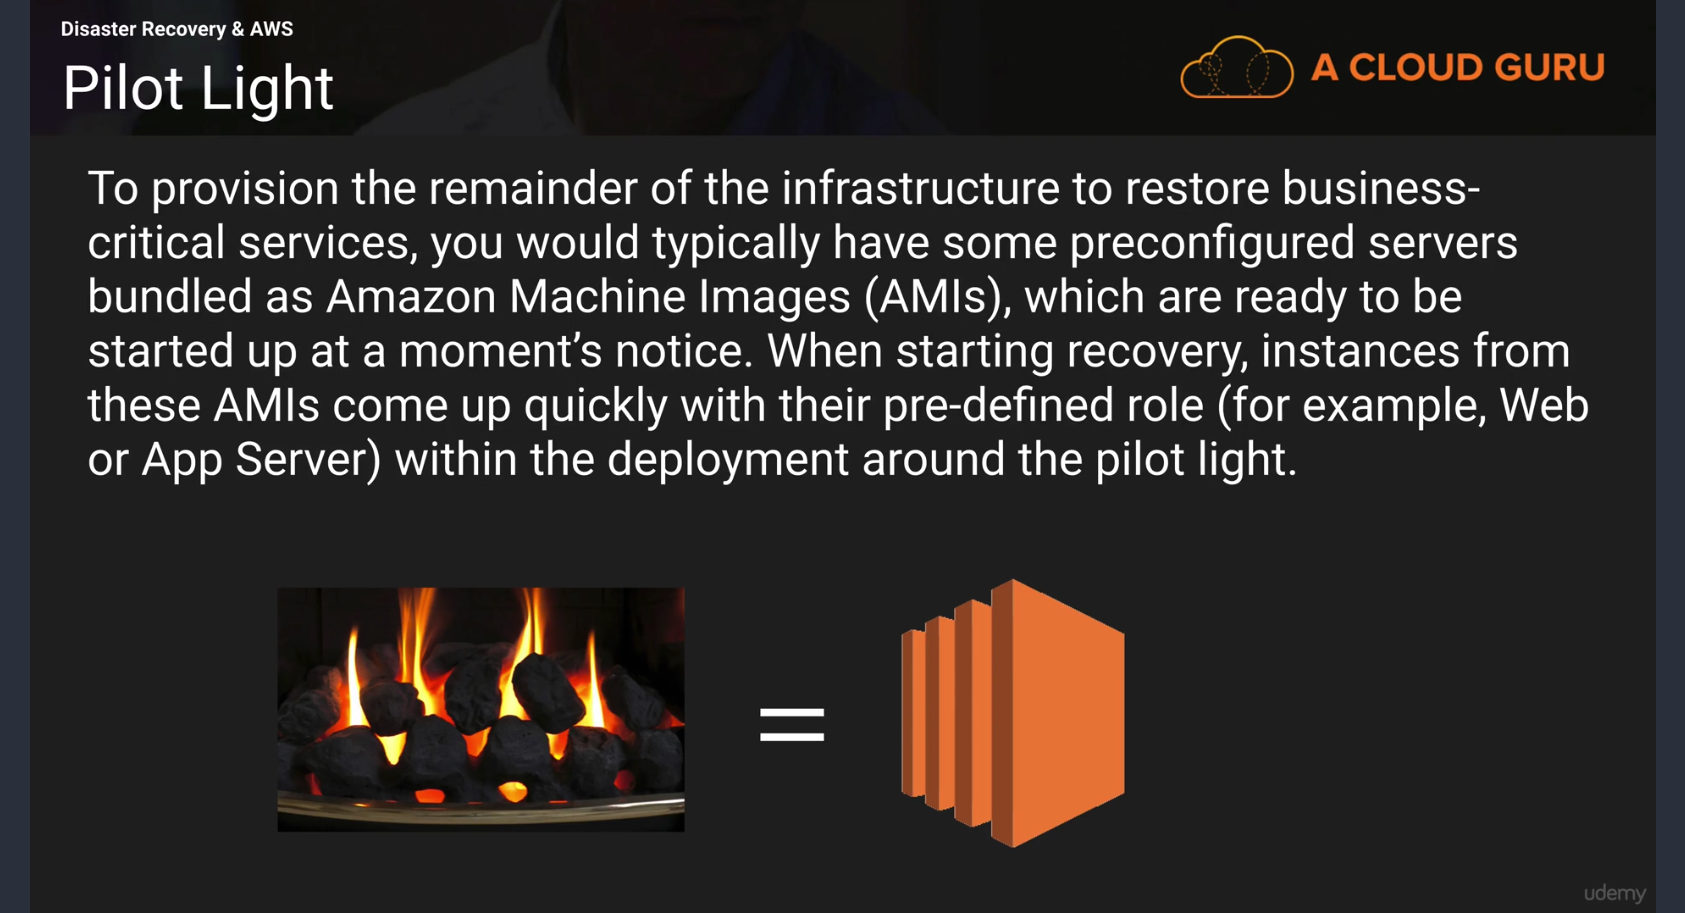 Disaster Recovery & AWS
Pilot Light
A CLOUD GURU
To provision the remainder of the infrastructure to restore business-
critical services, you would typically have some preconfigured servers
bundled as Amazon Machine Images (AMIs), which are ready to be
started up at a moment’s notice. When starting recovery, instances from
these AMIs come up quickly with their pre-defined role (for example, Web
or App Server) within the deployment around the pilot light.
=
udemy